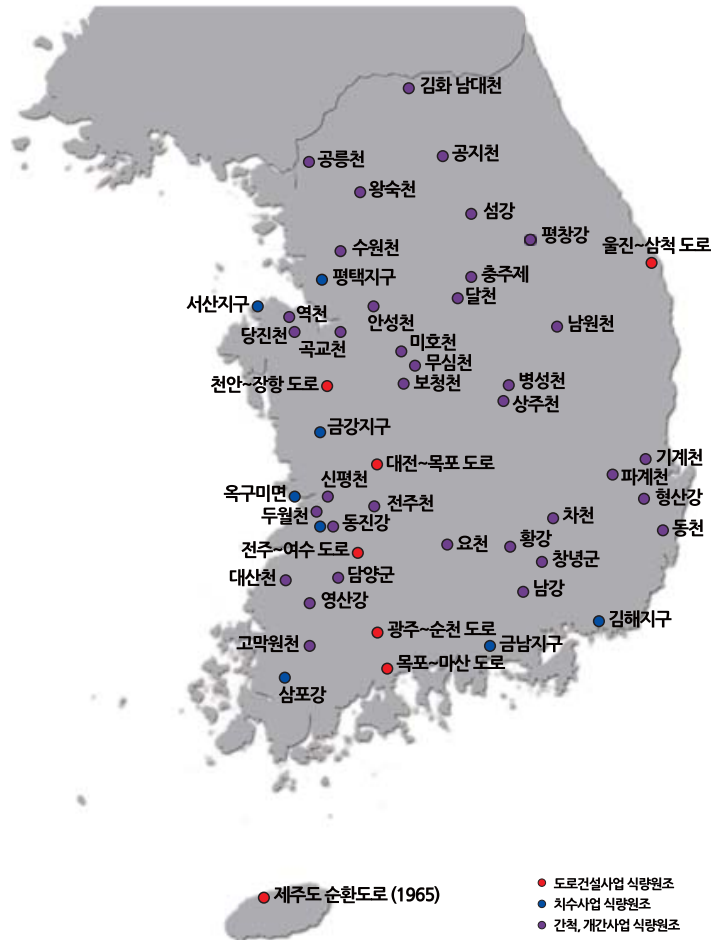 김화 남대천
공릉천
공지천
왕숙천
섬강
평창강
울진~삼척 도로
수원천
평택지구
충주제
달천
서산지구
역천
안성천
당진천
곡교천
남원천
미호천
무심천
보청천
천안~장항 도로
병성천
상주천
금강지구
대전~목포 도로
기계천
파계천
신평천
옥구미면
형산강
전주천
두월천
동진강
차천
동천
전주~여수 도로
요천
황강
창녕군
대산천
담양군
남강
영산강
김해지구
광주~순천 도로
고막원천
금남지구
목포~마산 도로
삼포강
제주도 순환도로 (1965)
도로건설사업 식량원조
치수사업 식량원조
간척, 개간사업 식량원조